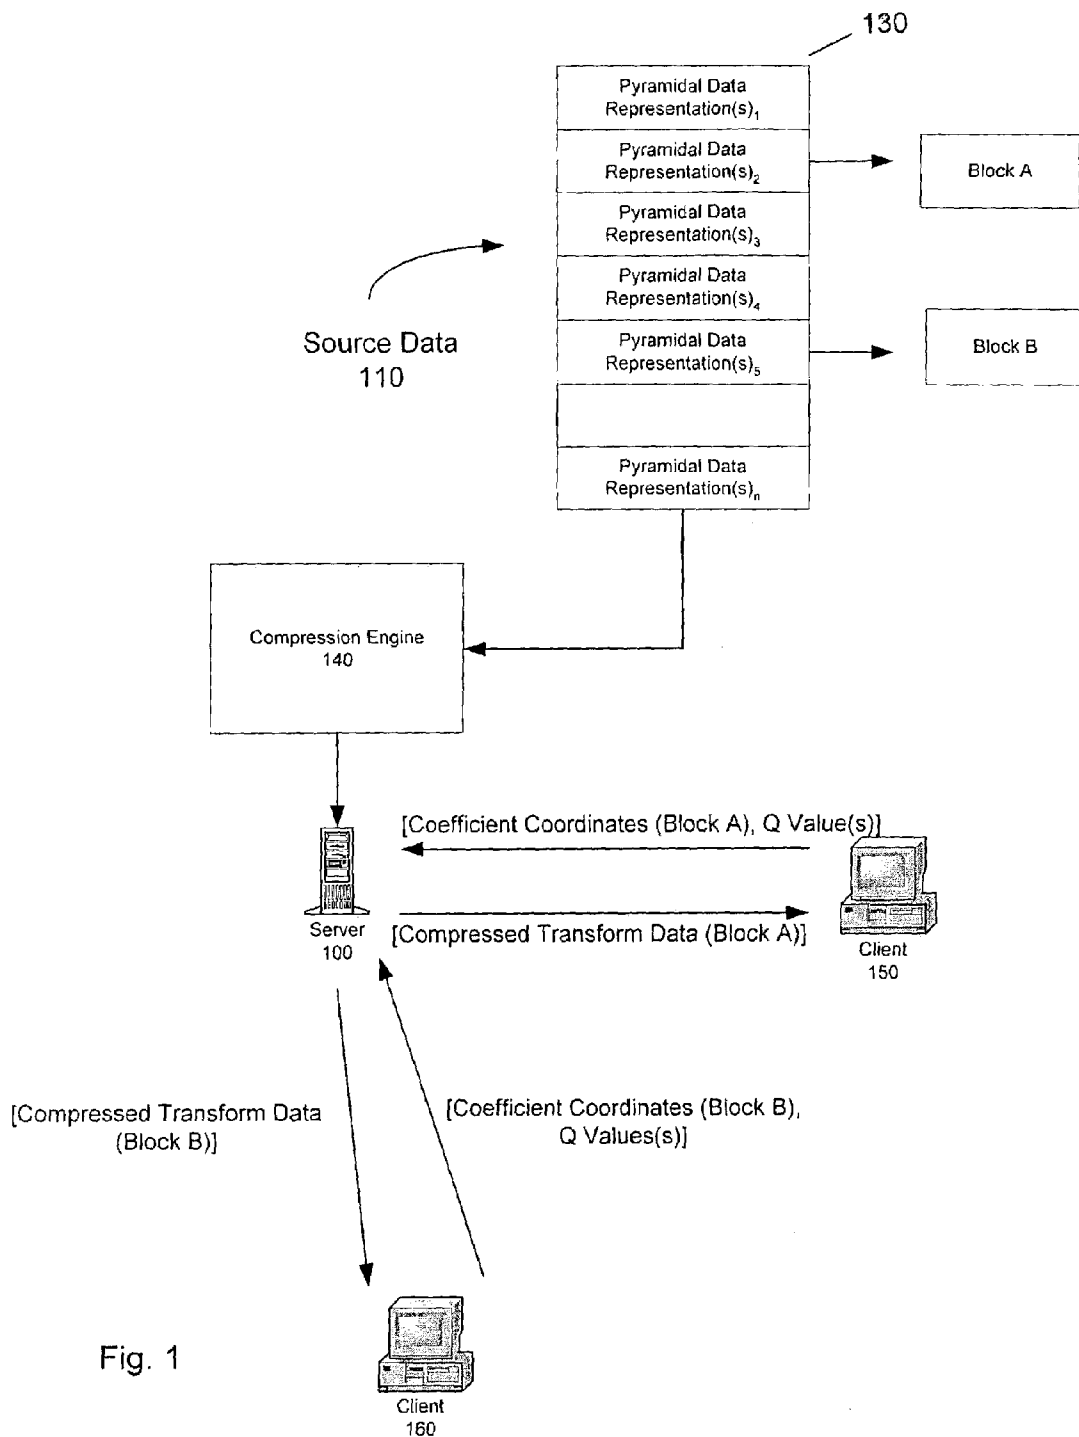 130
Pyramidal Data
Representation(s)1
Pyramidal Data
Representation(s)2
Block A
Pyramidal Data
Representation(s)3
Pyramidal Data
Representation(s)4
Source Data
110
Pyramidal Data
Representation(s)5
Block B
Pyramidal Data
Representation(s)n
Compression Engine
140
[Coefficient Coordinates (Block A), Q Value(s)]
Server
100
[Compressed Transform Data (Block A)]
Client
150
[Compressed Transform Data
(Block B)]
[Coefficient Coordinates (Block B),
Q Values(s)]
Fig. 1
Client
160